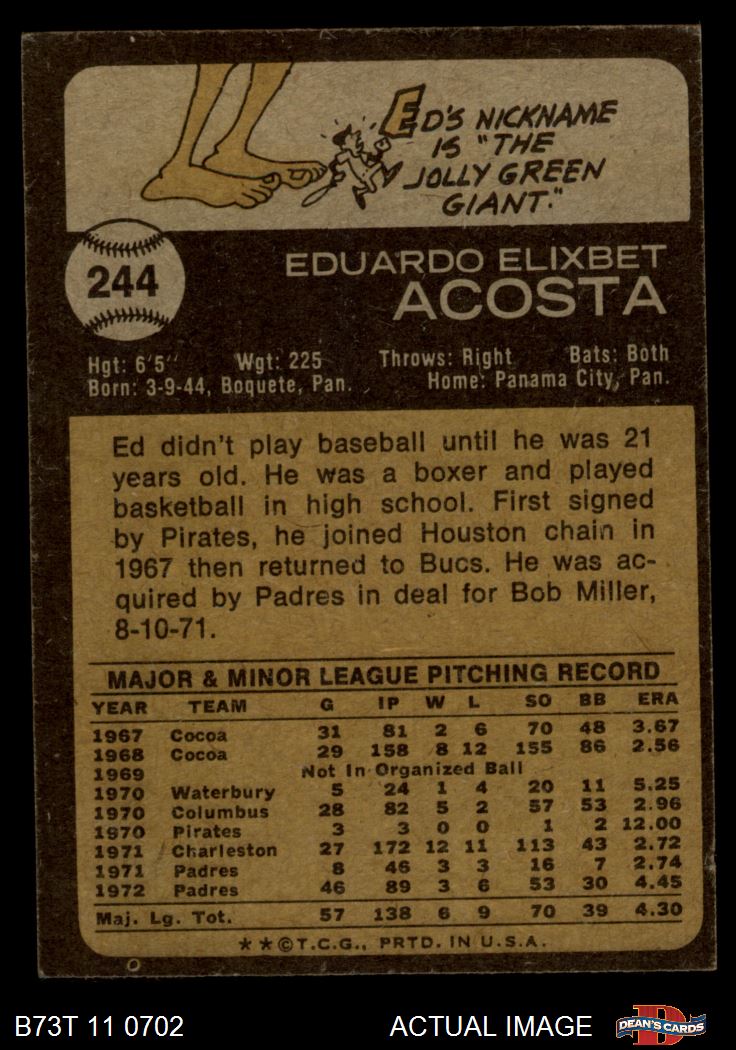 ED'S NICKNAME
IS "THE
JOLLY GREEN
GIANT."
244
EDUARDO ELIXBET
ACOSTA
Hgt: 6'5" Wgt: 225 Throws: Right Bats: Both
Born: 3-9-44, Boquete, Pan. Home: Panama City, Pan.
Ed didn't play baseball until he was 21
years old. He was a boxer and played
basketball in high school. First signed
by Pirates, he joined Houston chain in
1967 then returned to Bucs. He was ac-
quired by Padres in deal for Bob Miller,
8-10-71.
MAJOR & MINOR LEAGUE PITCHING RECORD
YEAR TEAM G IP W L SO BB ERA
1967 Cocoa 31 81 2 6 70 48 3.67
1968 Cocoa 29 158 8 12 155 86 2.56
1969 Not In Organized Ball
1970 Waterbury 5 24 1 4 20 11 5.25
1970 Columbus 28 82 5 2 57 53 2.96
1970 Pirates 3 3 0 0 1 2 12.00
1971 Charleston 27 172 12 11 113 43 2.72
1971 Padres 8 46 3 3 16 7 2.74
1972 Padres 46 89 3 6 53 30 4.45
Maj. Lg. Tot. 57 138 6 9 70 39 4.30
★★©T.C.G., PRTD. IN U.S.A.
B73T 11 0702 ACTUAL IMAGE DEAN'S CARDS